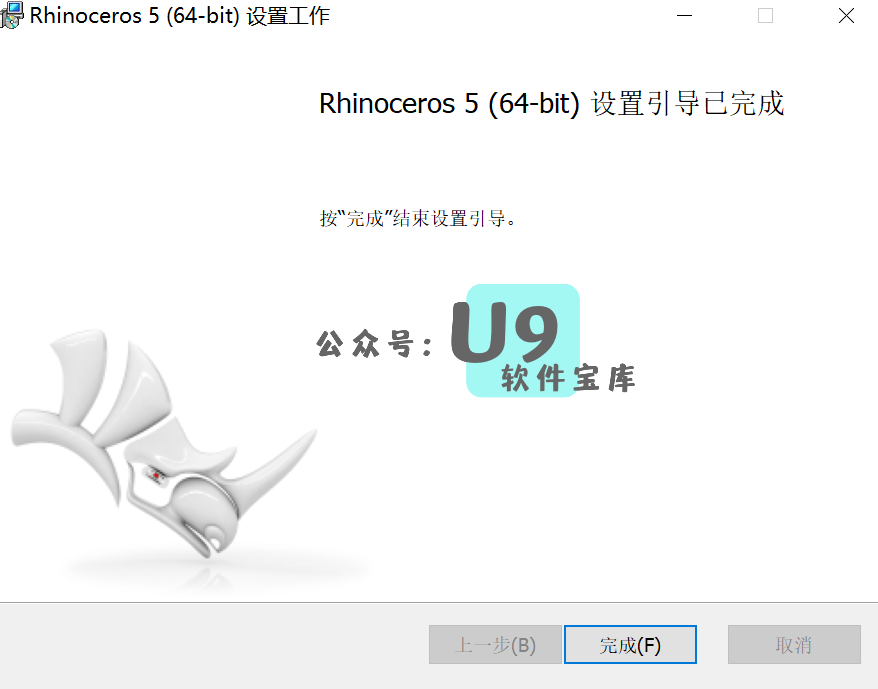 Rhinoceros 5 (64-bit) 设置工作
Rhinoceros 5 (64-bit) 设置引导已完成
按“完成”结束设置引导。
公众号：U9
软件宝库
上一步(B) 完成(F) 取消